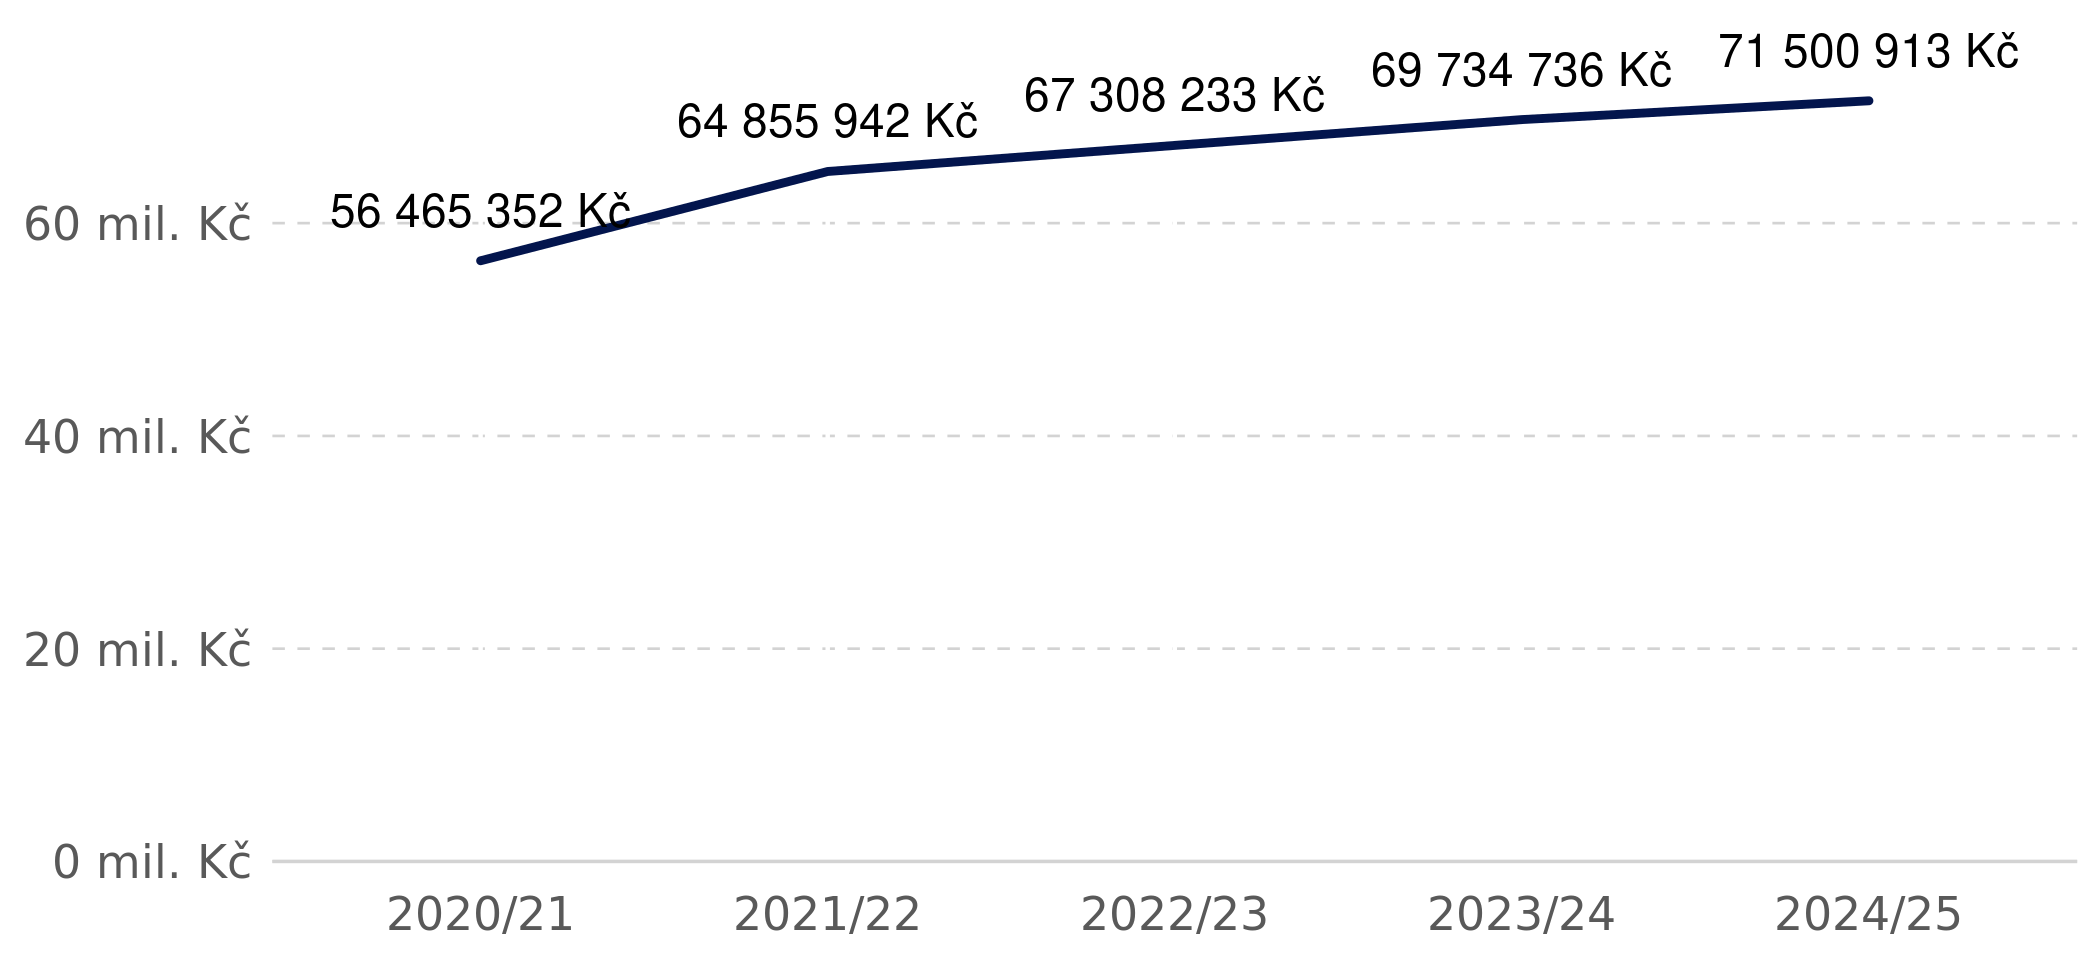 71 500 913 Kč
69 734 736 Kč
67 308 233 Kč
64 855 942 Kč
56 465 352 Kč
60 mil. Kč
40 mil. Kč
20 mil. Kč
0 mil. Kč
2020/21 2021/22 2022/23 2023/24 2024/25